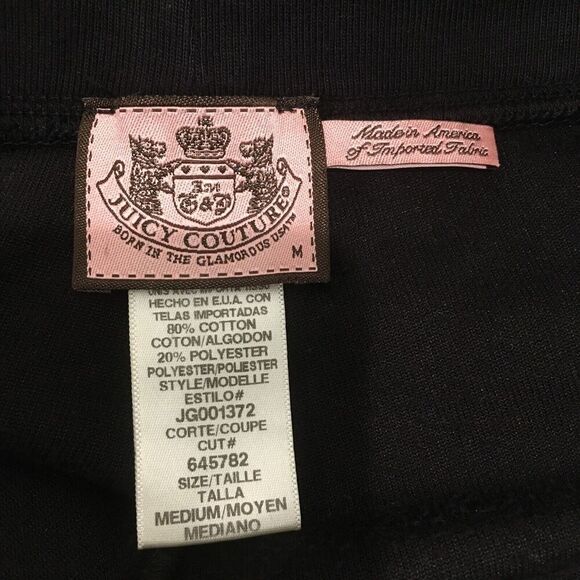 G&P
JUICY COUTURE®
BORN IN THE GLAMOROUS USA™
M
Made in America
of Imported Fabric
HECHO EN E.U.A. CON
TELAS IMPORTADAS
80% COTTON
COTON/ALGODON
20% POLYESTER
POLYESTER/POLIESTER
STYLE/MODELLE
ESTILO#
JG001372
CORTE/COUPE
CUT#
645782
SIZE/TAILLE
TALLA
MEDIUM/MOYEN
MEDIANO